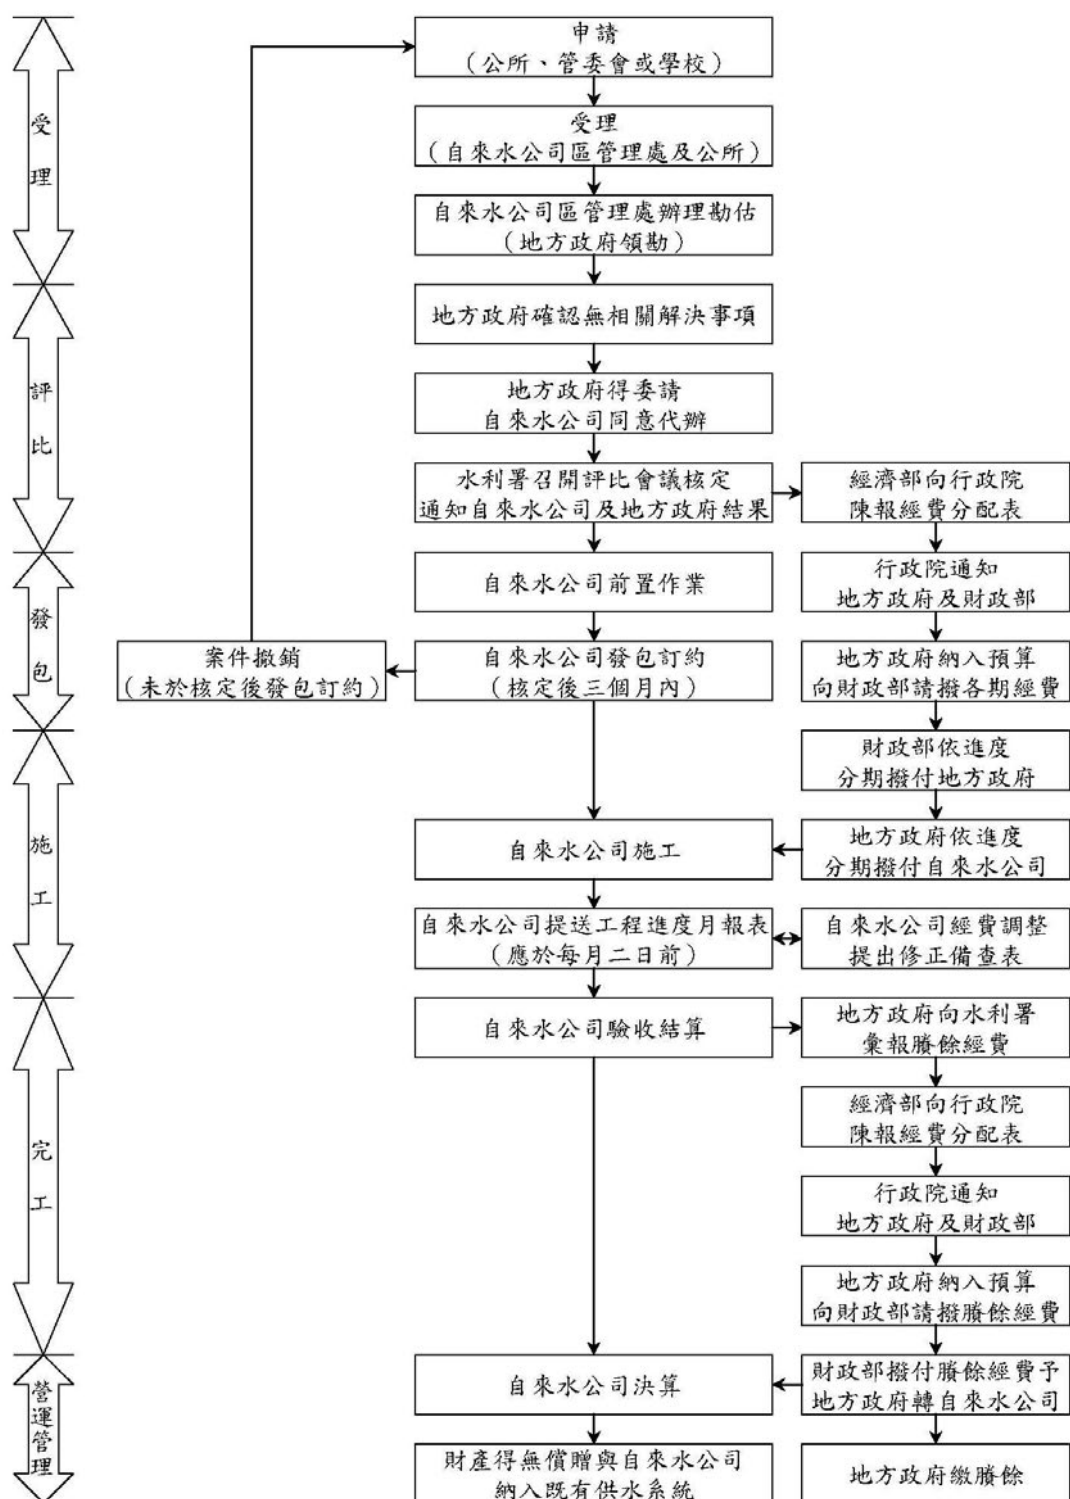 受理
申請
（公所、管委會或學校）
受理
（自來水公司區管理處及公所）
自來水公司區管理處辦理勘估
（地方政府領勘）
評比
地方政府確認無相關解決事項
地方政府得委請
自來水公司同意代辦
水利署召開評比會議核定
通知自來水公司及地方政府結果
經濟部向行政院
陳報經費分配表
發包
自來水公司前置作業
行政院通知
地方政府及財政部
案件撤銷
（未於核定後發包訂約）
自來水公司發包訂約
（核定後三個月內）
地方政府納入預算
向財政部請撥各期經費
施工
財政部依進度
分期撥付地方政府
自來水公司施工
地方政府依進度
分期撥付自來水公司
自來水公司提送工程進度月報表
（應於每月二日前）
自來水公司經費調整
提出修正備查表
完工
自來水公司驗收結算
地方政府向水利署
彙報賸餘經費
經濟部向行政院
陳報經費分配表
行政院通知
地方政府及財政部
地方政府納入預算
向財政部請撥賸餘經費
營運管理
自來水公司決算
財政部撥付賸餘經費予
地方政府轉自來水公司
財產得無償贈與自來水公司
納入既有供水系統
地方政府繳賸餘